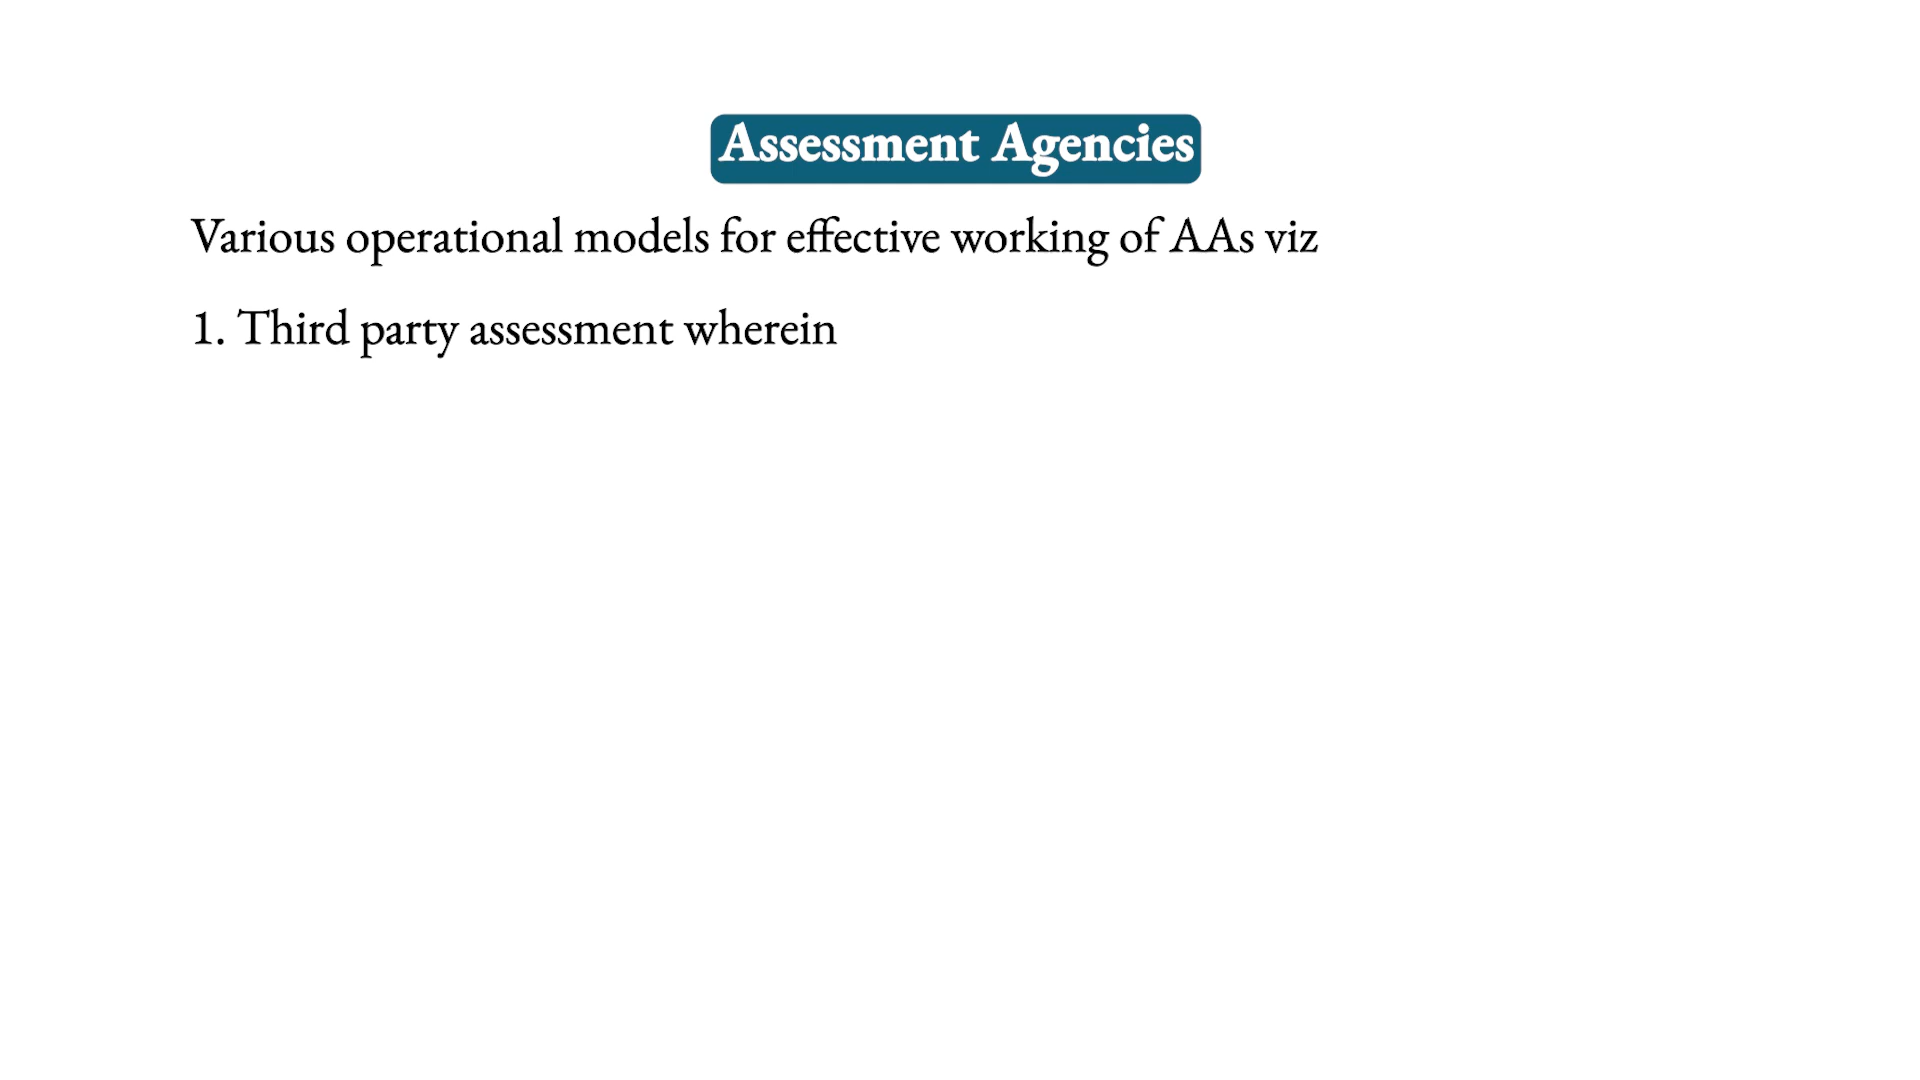 Assessment Agencies
Various operational models for effective working of AAs viz
1. Third party assessment wherein